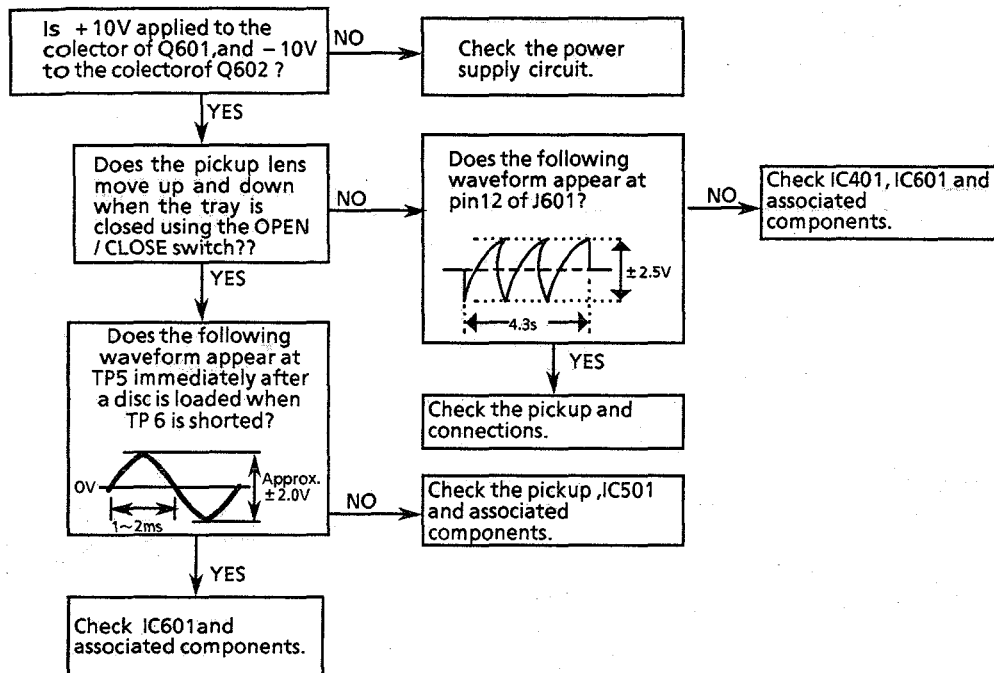 Is +10V applied to the
colector of Q601,and −10V
to the colectorof Q602 ?
NO
Check the power
supply circuit.
YES
Does the pickup lens
move up and down
when the tray is
closed using the OPEN
/ CLOSE switch??
NO
Does the following
waveform appear at
pin12 of J601?
±2.5V
4.3s
NO
Check IC401, IC601 and
associated
components.
YES
YES
Check the pickup and
connections.
Does the following
waveform appear at
TP5 immediately after
a disc is loaded when
TP 6 is shorted?
0V
Approx.
±2.0V
1~2ms
NO
Check the pickup ,IC501
and associated
components.
YES
Check IC601and
associated components.